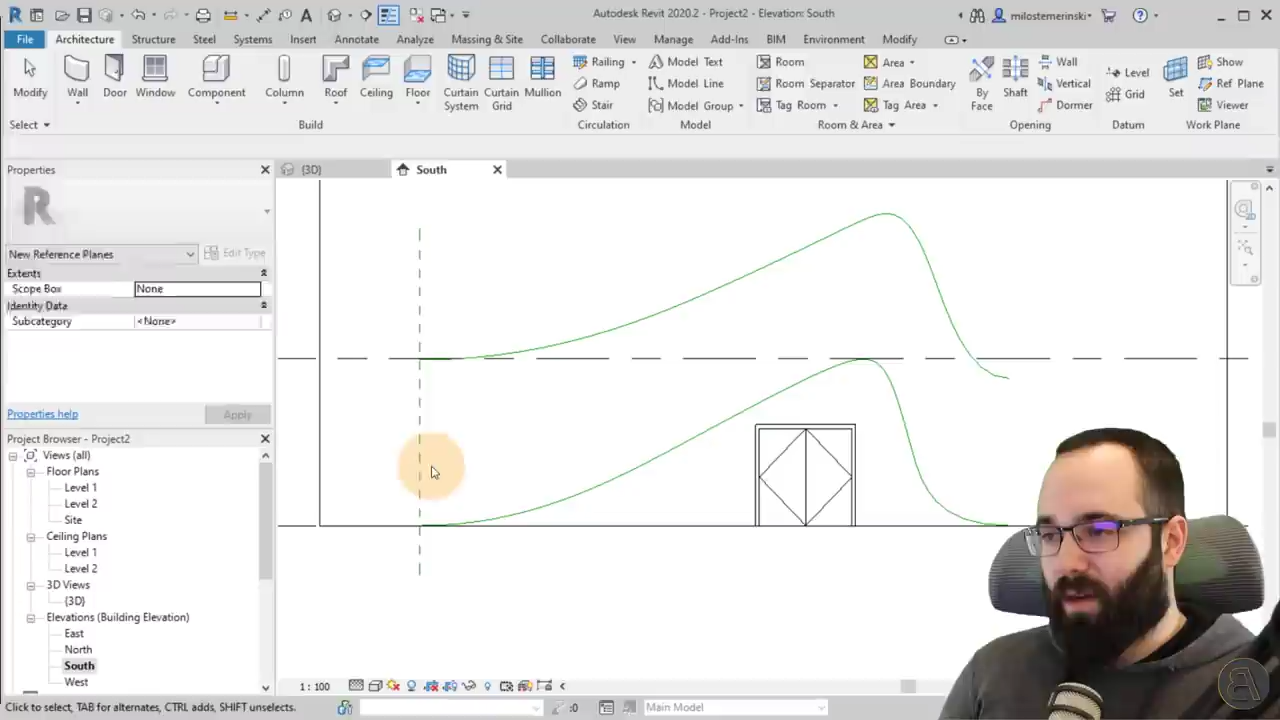 Autodesk Revit 2020.2 - Project2 - Elevation: South
milostemerinski
File Architecture Structure Steel Systems Insert Annotate Analyze Massing & Site Collaborate View Manage Add-Ins BIM Environment Modify
Modify Wall Door Window Component Column Roof Ceiling Floor Curtain System Curtain Grid Mullion
Railing Model Text Room Area Wall Level Show
Ramp Model Line Room Separator Area Boundary By Face Shaft Vertical Grid Set Ref Plane
Stair Model Group Tag Room Tag Area Dormer Viewer
Select Build Circulation Model Room & Area Opening Datum Work Plane
Properties
{3D} South
R
New Reference Planes Edit Type
Extents
Scope Box None
Identity Data
Subcategory <None>
Properties help Apply
Project Browser - Project2
Views (all)
Floor Plans
Level 1
Level 2
Site
Ceiling Plans
Level 1
Level 2
3D Views
{3D}
Elevations (Building Elevation)
East
North
South
West
1 : 100
Click to select, TAB for alternates, CTRL adds, SHIFT unselects.
:0
Main Model